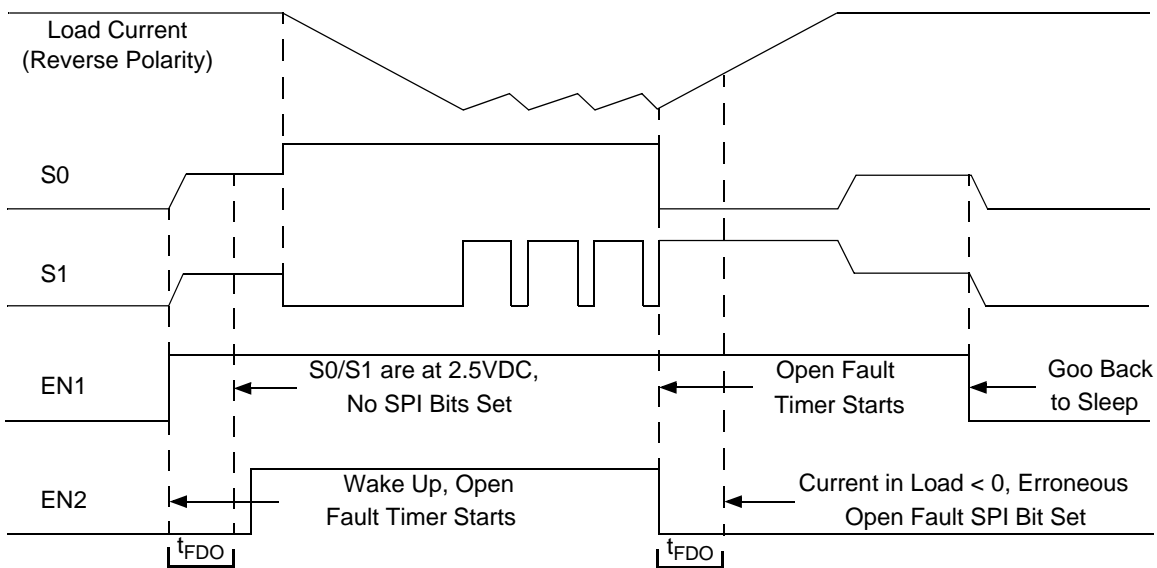 Load Current
(Reverse Polarity)
S0
S1
EN1
S0/S1 are at 2.5VDC,
No SPI Bits Set
Open Fault
Timer Starts
Goo Back
to Sleep
EN2
Wake Up, Open
Fault Timer Starts
Current in Load < 0, Erroneous
Open Fault SPI Bit Set
tFDO
tFDO